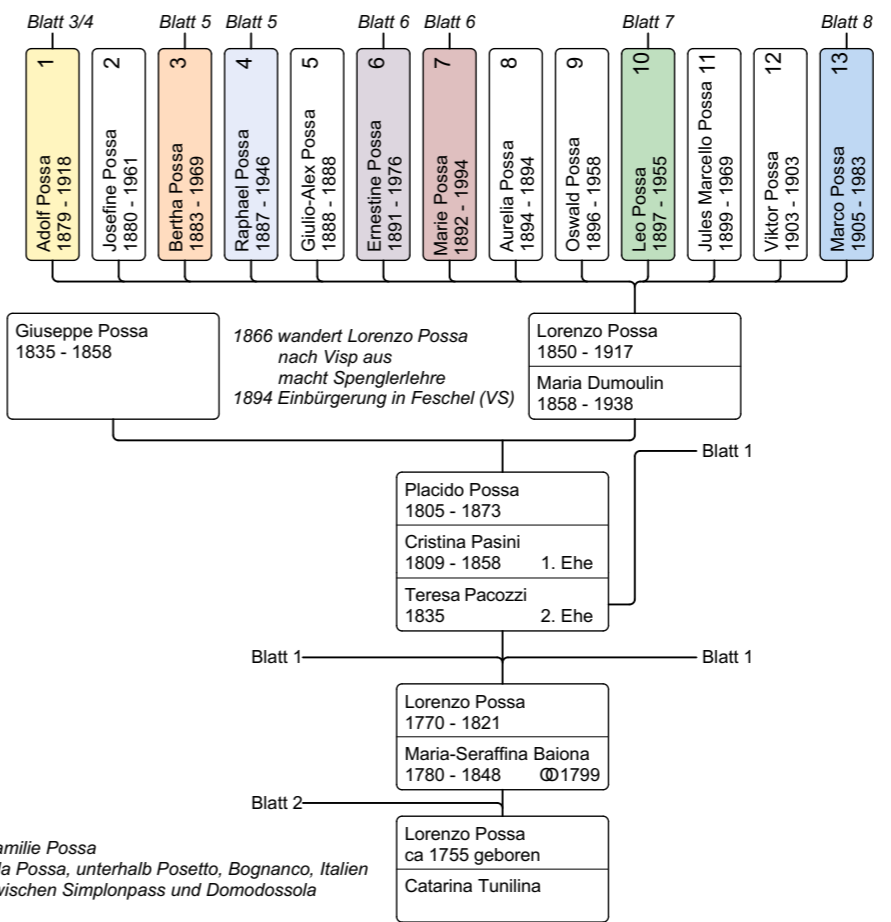 Blatt 3/4
Blatt 5
Blatt 5
Blatt 6
Blatt 6
Blatt 7
Blatt 8
1
Adolf Possa
1879 - 1918
2
Josefine Possa
1880 - 1961
3
Bertha Possa
1883 - 1969
4
Raphael Possa
1887 - 1946
5
Giulio-Alex Possa
1888 - 1888
6
Ernestine Possa
1891 - 1976
7
Marie Possa
1892 - 1994
8
Aurelia Possa
1894 - 1894
9
Oswald Possa
1896 - 1958
10
Leo Possa
1897 - 1955
Jules Marcello Possa 11
1899 - 1969
12
Viktor Possa
1903 - 1903
13
Marco Possa
1905 - 1983
Giuseppe Possa
1835 - 1858
1866 wandert Lorenzo Possa
nach Visp aus
macht Spenglerlehre
1894 Einbürgerung in Feschel (VS)
Lorenzo Possa
1850 - 1917
Maria Dumoulin
1858 - 1938
Blatt 1
Placido Possa
1805 - 1873
Cristina Pasini
1809 - 1858 1. Ehe
Teresa Pacozzi
1835 2. Ehe
Blatt 1
Blatt 1
Lorenzo Possa
1770 - 1821
Maria-Seraffina Baiona
1780 - 1848 ⚭1799
Blatt 2
Lorenzo Possa
ca 1755 geboren
Catarina Tunilina
amilie Possa
la Possa, unterhalb Posetto, Bognanco, Italien
wischen Simplonpass und Domodossola